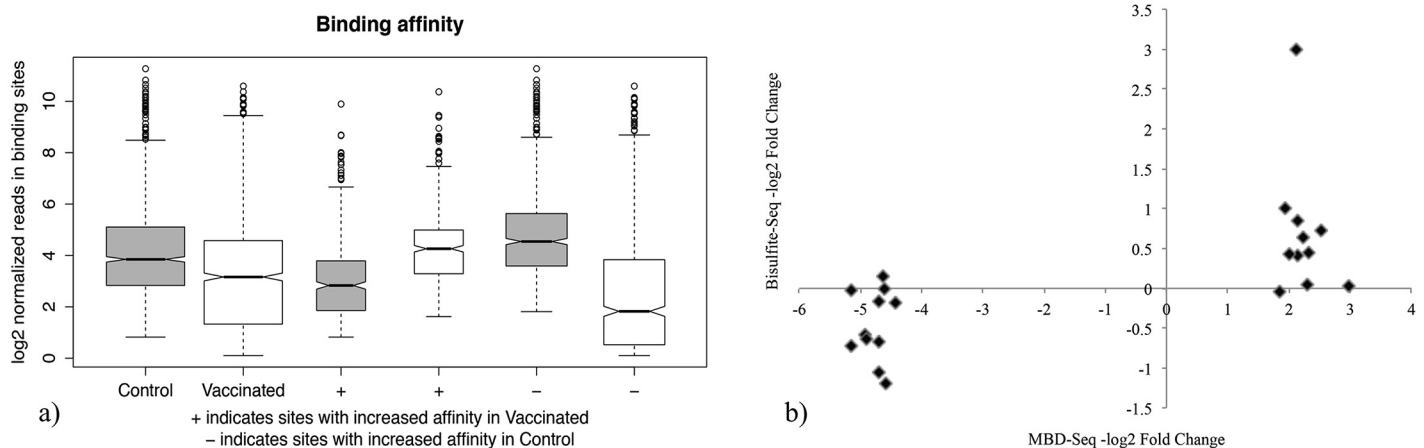 Binding affinity
log2 normalized reads in binding sites
10
8
6
4
2
0
Control Vaccinated + + – –
+ indicates sites with increased affinity in Vaccinated
– indicates sites with increased affinity in Control
a)
Bisulfite-Seq -log2 Fold Change
3.5
3
2.5
2
1.5
1
0.5
0
-0.5
-1
-1.5
-6 -5 -4 -3 -2 -1 0 1 2 3 4
MBD-Seq -log2 Fold Change
b)